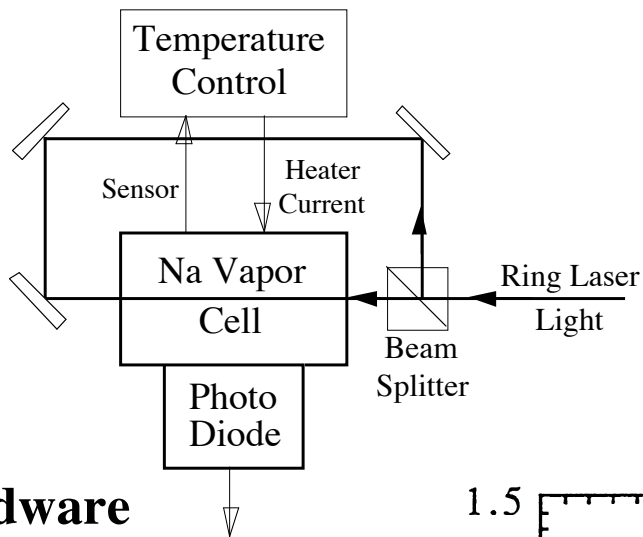 Temperature
Control
Sensor
Heater
Current
Na Vapor
Cell
Ring Laser
Light
Beam
Splitter
Photo
Diode
dware
1.5